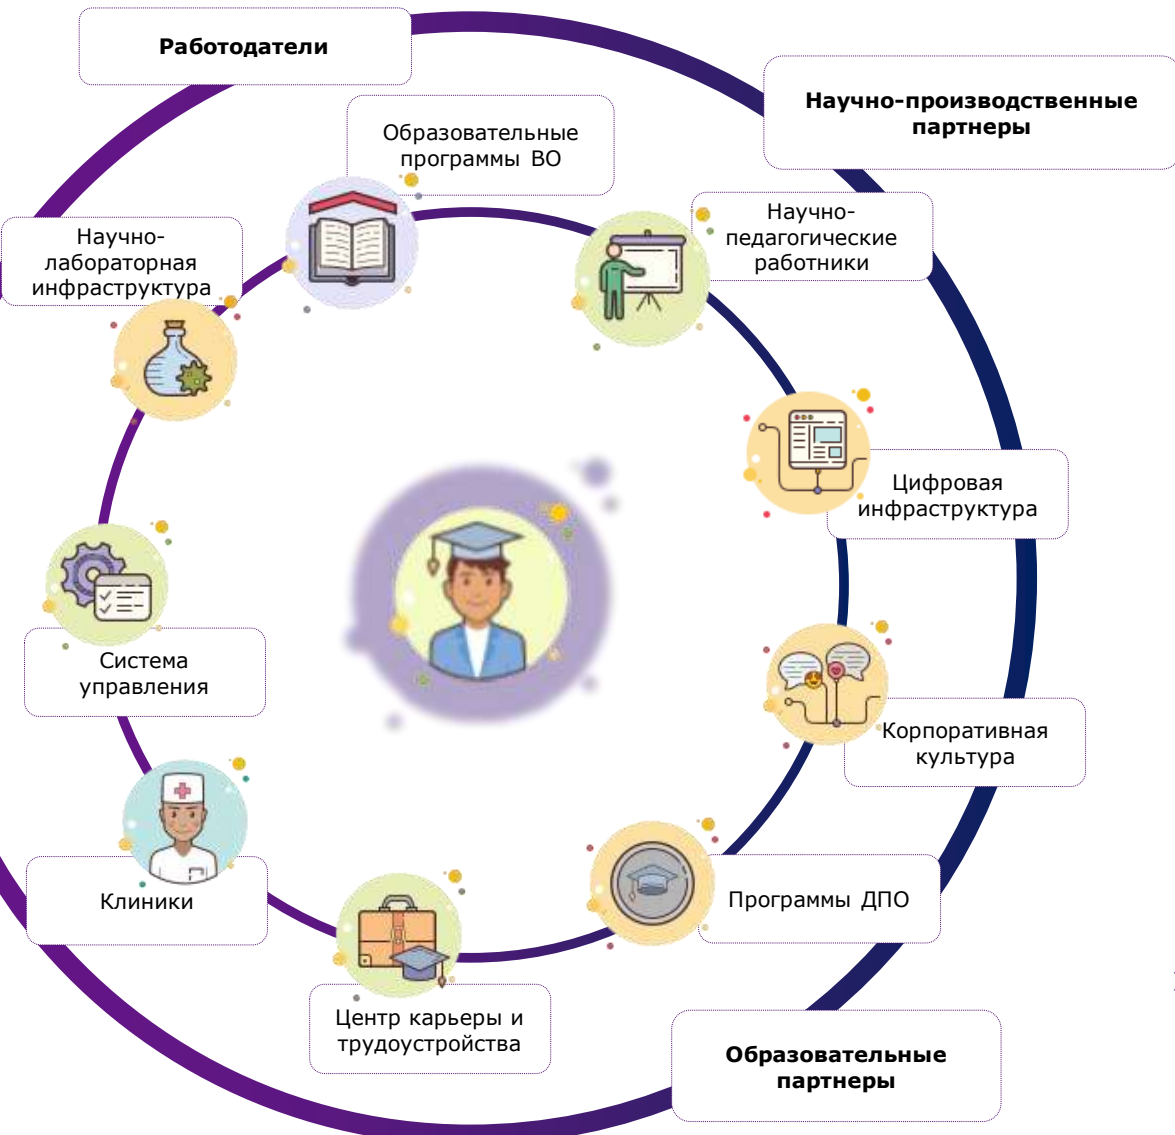 Работодатели
Научно-производственные
партнеры
Образовательные
программы ВО
Научно-
педагогические
работники
Научно-
лабораторная
инфраструктура
Цифровая
инфраструктура
Система
управления
Корпоративная
культура
Клиники
Программы ДПО
Центр карьеры и
трудоустройства
Образовательные
партнеры